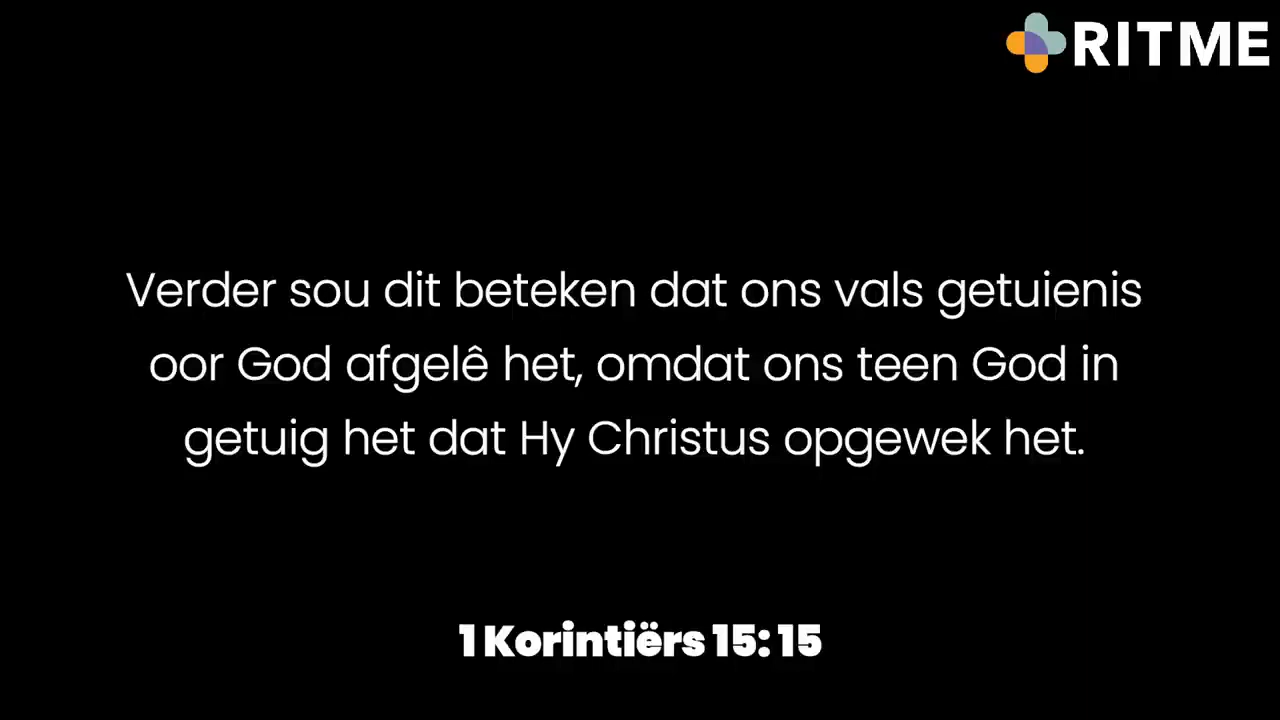 RITME
Verder sou dit beteken dat ons vals getuienis
oor God afgelê het, omdat ons teen God in
getuig het dat Hy Christus opgewek het.
1 Korintiërs 15: 15